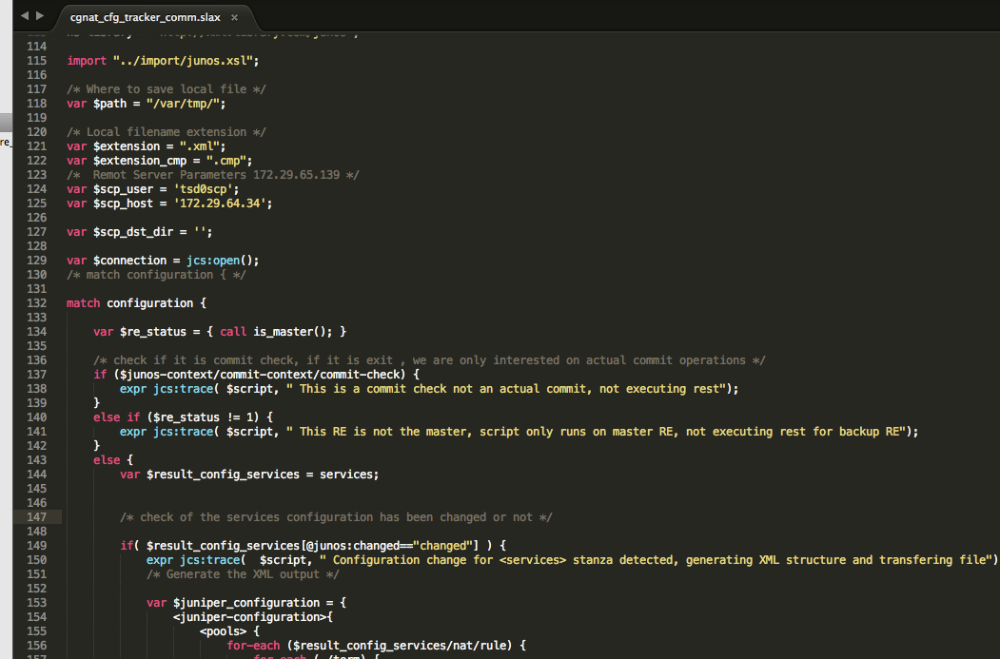 cgnat_cfg_tracker_comm.slax ×
re_
114
115 import "../import/junos.xsl";
116
117 /* Where to save local file */
118 var $path = "/var/tmp/";
119
120 /* Local filename extension */
121 var $extension = ".xml";
122 var $extension_cmp = ".cmp";
123 /*  Remot Server Parameters 172.29.65.139 */
124 var $scp_user = 'tsd0scp';
125 var $scp_host = '172.29.64.34';
126
127 var $scp_dst_dir = '';
128
129 var $connection = jcs:open();
130 /* match configuration { */
131
132 match configuration {
133
134     var $re_status = { call is_master(); }
135
136     /* check if it is commit check, if it is exit , we are only interested on actual commit operations */
137     if ($junos-context/commit-context/commit-check) {
138         expr jcs:trace( $script, " This is a commit check not an actual commit, not executing rest");
139     }
140     else if ($re_status != 1) {
141         expr jcs:trace( $script, " This RE is not the master, script only runs on master RE, not executing rest for backup RE");
142     }
143     else {
144         var $result_config_services = services;
145
146
147         /* check of the services configuration has been changed or not */
148
149         if( $result_config_services[@junos:changed=="changed"] ) {
150             expr jcs:trace(  $script, " Configuration change for <services> stanza detected, generating XML structure and transfering file")
151             /* Generate the XML output */
152
153             var $juniper_configuration = {
154                 <juniper-configuration>{
155                     <pools> {
156                         for-each ($result_config_services/nat/rule) {
157                             for-each (./term) {